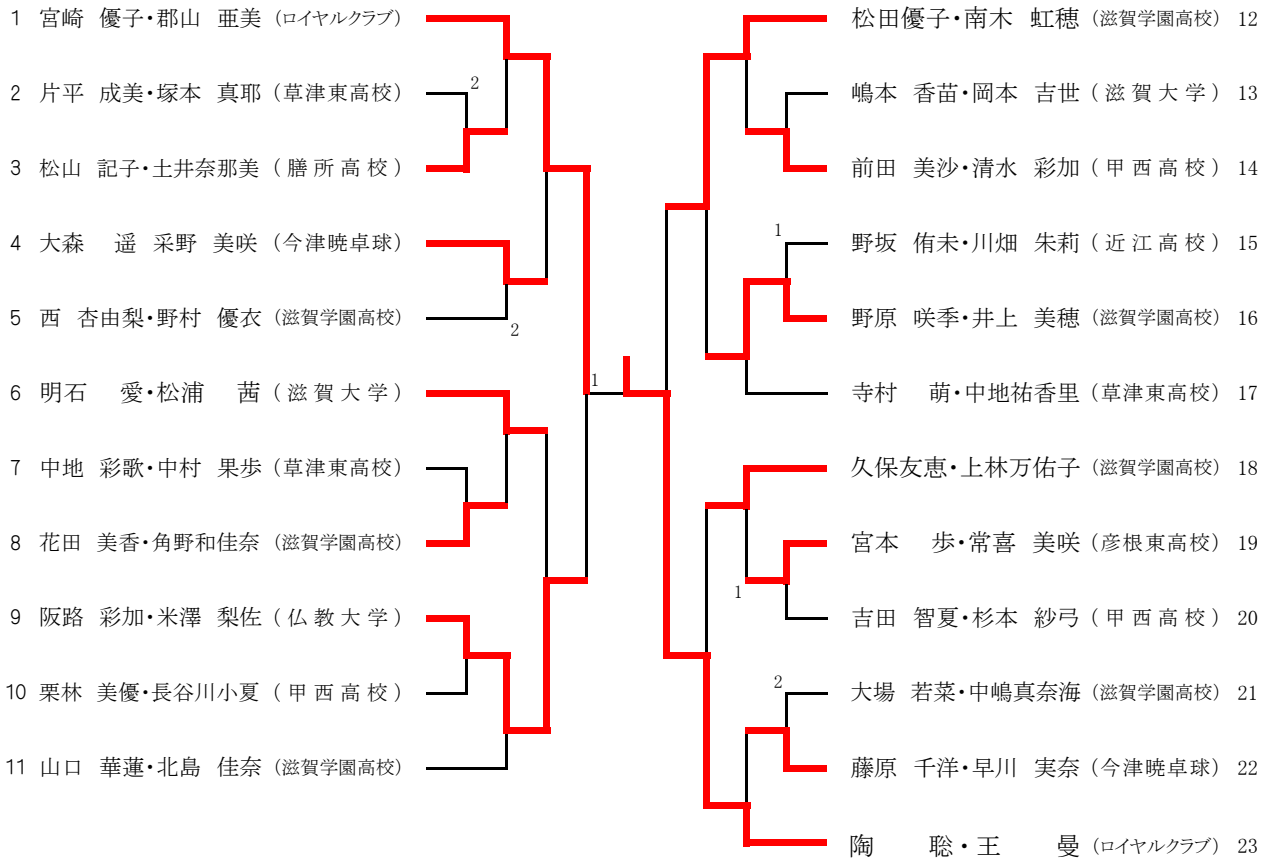 1 宮崎 優子・郡山 亜美 (ロイヤルクラブ)
2 片平 成美・塚本 真耶 (草津東高校)
2
3 松山 記子・土井奈那美 (膳所高校)
4 大森 遥 采野 美咲 (今津暁卓球)
5 西 杏由梨・野村 優衣 (滋賀学園高校)
2
6 明石 愛・松浦 茜 (滋賀大学)
7 中地 彩歌・中村 果歩 (草津東高校)
8 花田 美香・角野和佳奈 (滋賀学園高校)
9 阪路 彩加・米澤 梨佐 (仏教大学)
10 栗林 美優・長谷川小夏 (甲西高校)
11 山口 華蓮・北島 佳奈 (滋賀学園高校)
1
松田優子・南木 虹穂 (滋賀学園高校) 12
嶋本 香苗・岡本 吉世 (滋賀大学) 13
前田 美沙・清水 彩加 (甲西高校) 14
1
野坂 侑未・川畑 朱莉 (近江高校) 15
野原 咲季・井上 美穂 (滋賀学園高校) 16
寺村 萌・中地祐香里 (草津東高校) 17
久保友恵・上林万佑子 (滋賀学園高校) 18
宮本 歩・常喜 美咲 (彦根東高校) 19
1
吉田 智夏・杉本 紗弓 (甲西高校) 20
2
大場 若菜・中嶋真奈海 (滋賀学園高校) 21
藤原 千洋・早川 実奈 (今津暁卓球) 22
陶 聡・王 曼 (ロイヤルクラブ) 23